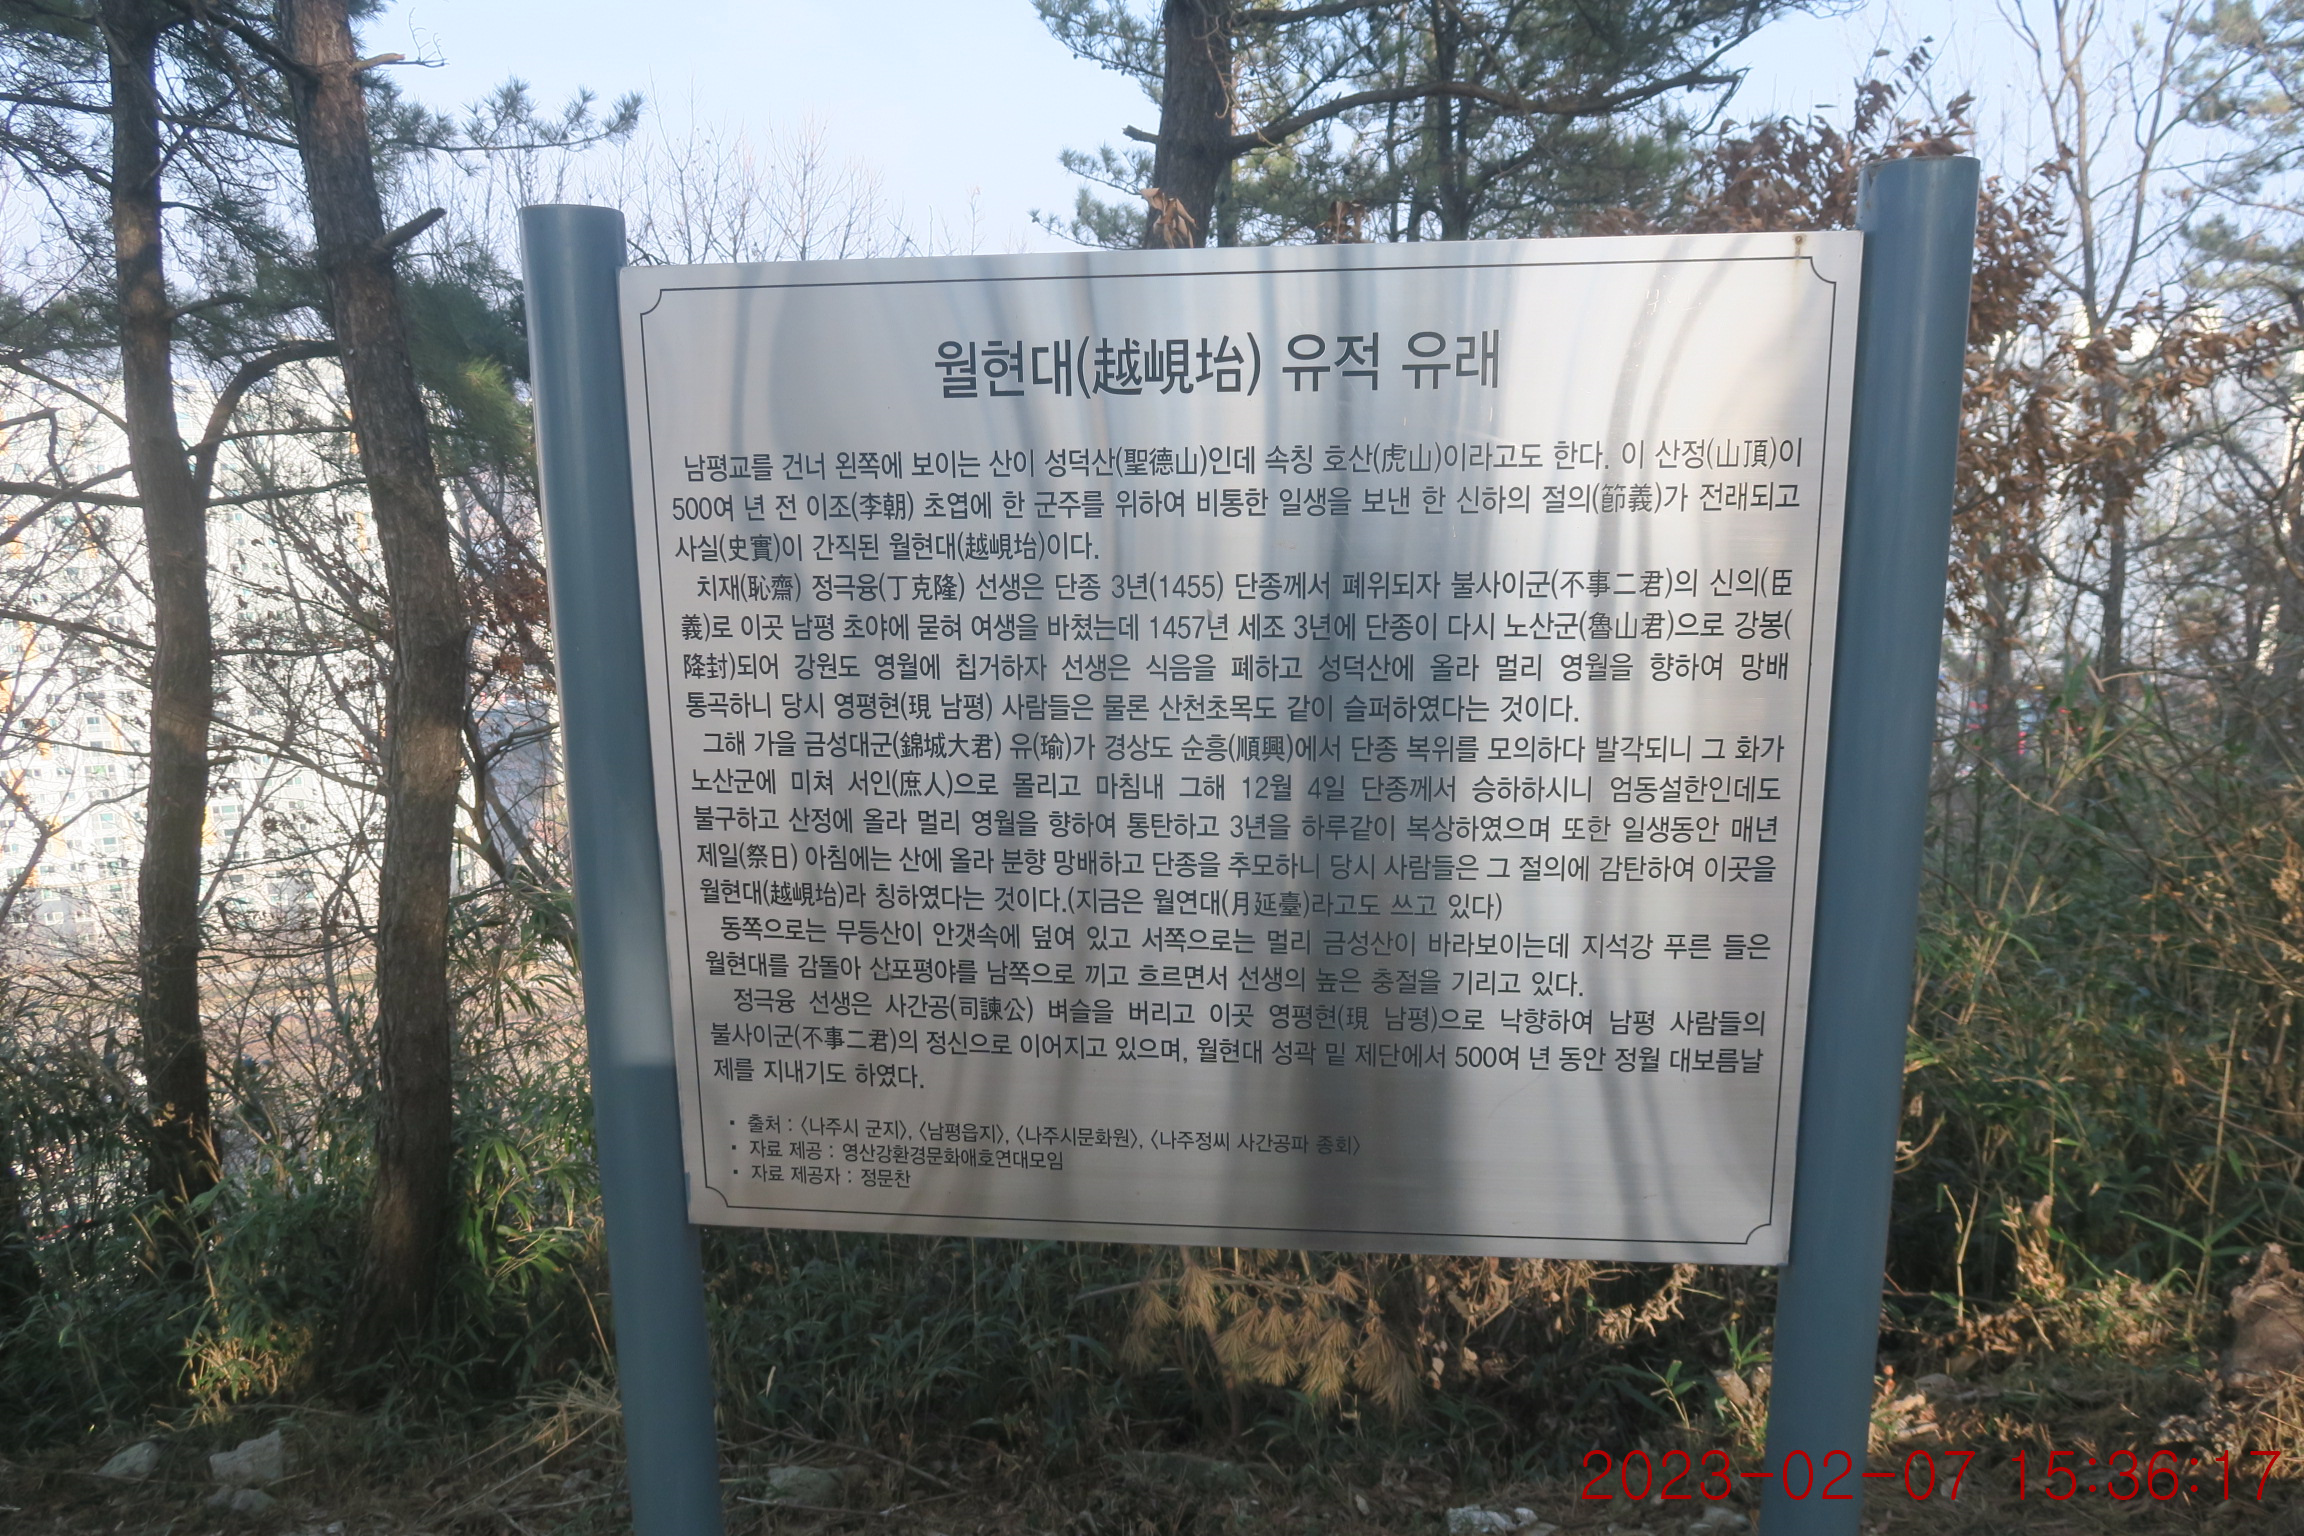 월현대(越峴坮) 유적 유래
남평교를 건너 왼쪽에 보이는 산이 성덕산(聖德山)인데 속칭 호산(虎山)이라고도 한다. 이 산정(山頂)이
500여 년 전 이조(李朝) 초엽에 한 군주를 위하여 비통한 일생을 보낸 한 신하의 절의(節義)가 전래되고
사실(史實)이 간직된 월현대(越峴坮)이다.
치재(恥齋) 정극융(丁克隆) 선생은 단종 3년(1455) 단종께서 폐위되자 불사이군(不事二君)의 신의(臣
義)로 이곳 남평 초야에 묻혀 여생을 바쳤는데 1457년 세조 3년에 단종이 다시 노산군(魯山君)으로 강봉(
降封)되어 강원도 영월에 칩거하자 선생은 식음을 폐하고 성덕산에 올라 멀리 영월을 향하여 망배
통곡하니 당시 영평현(現 남평) 사람들은 물론 산천초목도 같이 슬퍼하였다는 것이다.
그해 가을 금성대군(錦城大君) 유(瑜)가 경상도 순흥(順興)에서 단종 복위를 모의하다 발각되니 그 화가
노산군에 미쳐 서인(庶人)으로 몰리고 마침내 그해 12월 4일 단종께서 승하하시니 엄동설한인데도
불구하고 산정에 올라 멀리 영월을 향하여 통탄하고 3년을 하루같이 복상하였으며 또한 일생동안 매년
제일(祭日) 아침에는 산에 올라 분향 망배하고 단종을 추모하니 당시 사람들은 그 절의에 감탄하여 이곳을
월현대(越峴坮)라 칭하였다는 것이다.(지금은 월연대(月延臺)라고도 쓰고 있다)
동쪽으로는 무등산이 안갯속에 덮여 있고 서쪽으로는 멀리 금성산이 바라보이는데 지석강 푸른 들은
월현대를 감돌아 산포평야를 남쪽으로 끼고 흐르면서 선생의 높은 충절을 기리고 있다.
정극융 선생은 사간공(司諫公) 벼슬을 버리고 이곳 영평현(現 남평)으로 낙향하여 남평 사람들의
불사이군(不事二君)의 정신으로 이어지고 있으며, 월현대 성곽 밑 제단에서 500여 년 동안 정월 대보름날
제를 지내기도 하였다.
▪ 출처 : 〈나주시 군지〉, 〈남평읍지〉, 〈나주시문화원〉, 〈나주정씨 사간공파 종회〉
▪ 자료 제공 : 영산강환경문화애호연대모임
▪ 자료 제공자 : 정문찬
2023-02-07 15:36:17